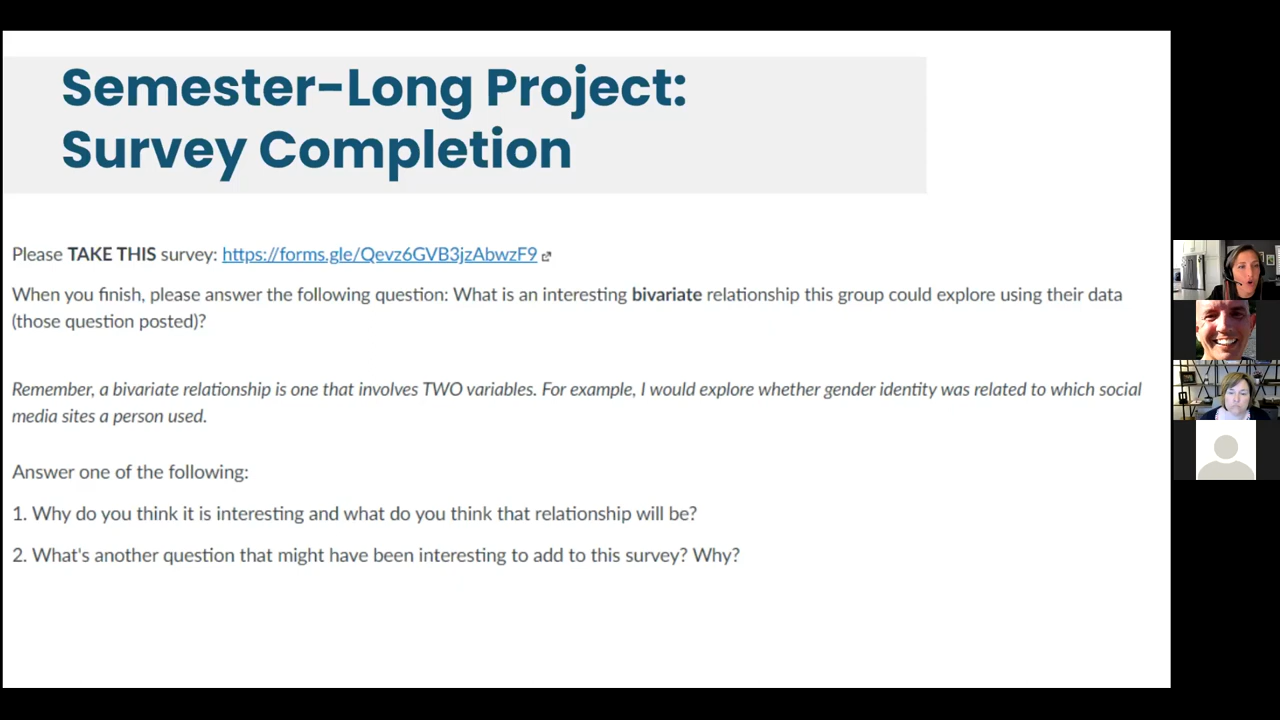 Semester-Long Project:
Survey Completion
Please TAKE THIS survey: https://forms.gle/Qevz6GVB3jzAbwzF9
When you finish, please answer the following question: What is an interesting bivariate relationship this group could explore using their data
(those question posted)?
Remember, a bivariate relationship is one that involves TWO variables. For example, I would explore whether gender identity was related to which social
media sites a person used.
Answer one of the following:
1. Why do you think it is interesting and what do you think that relationship will be?
2. What's another question that might have been interesting to add to this survey? Why?